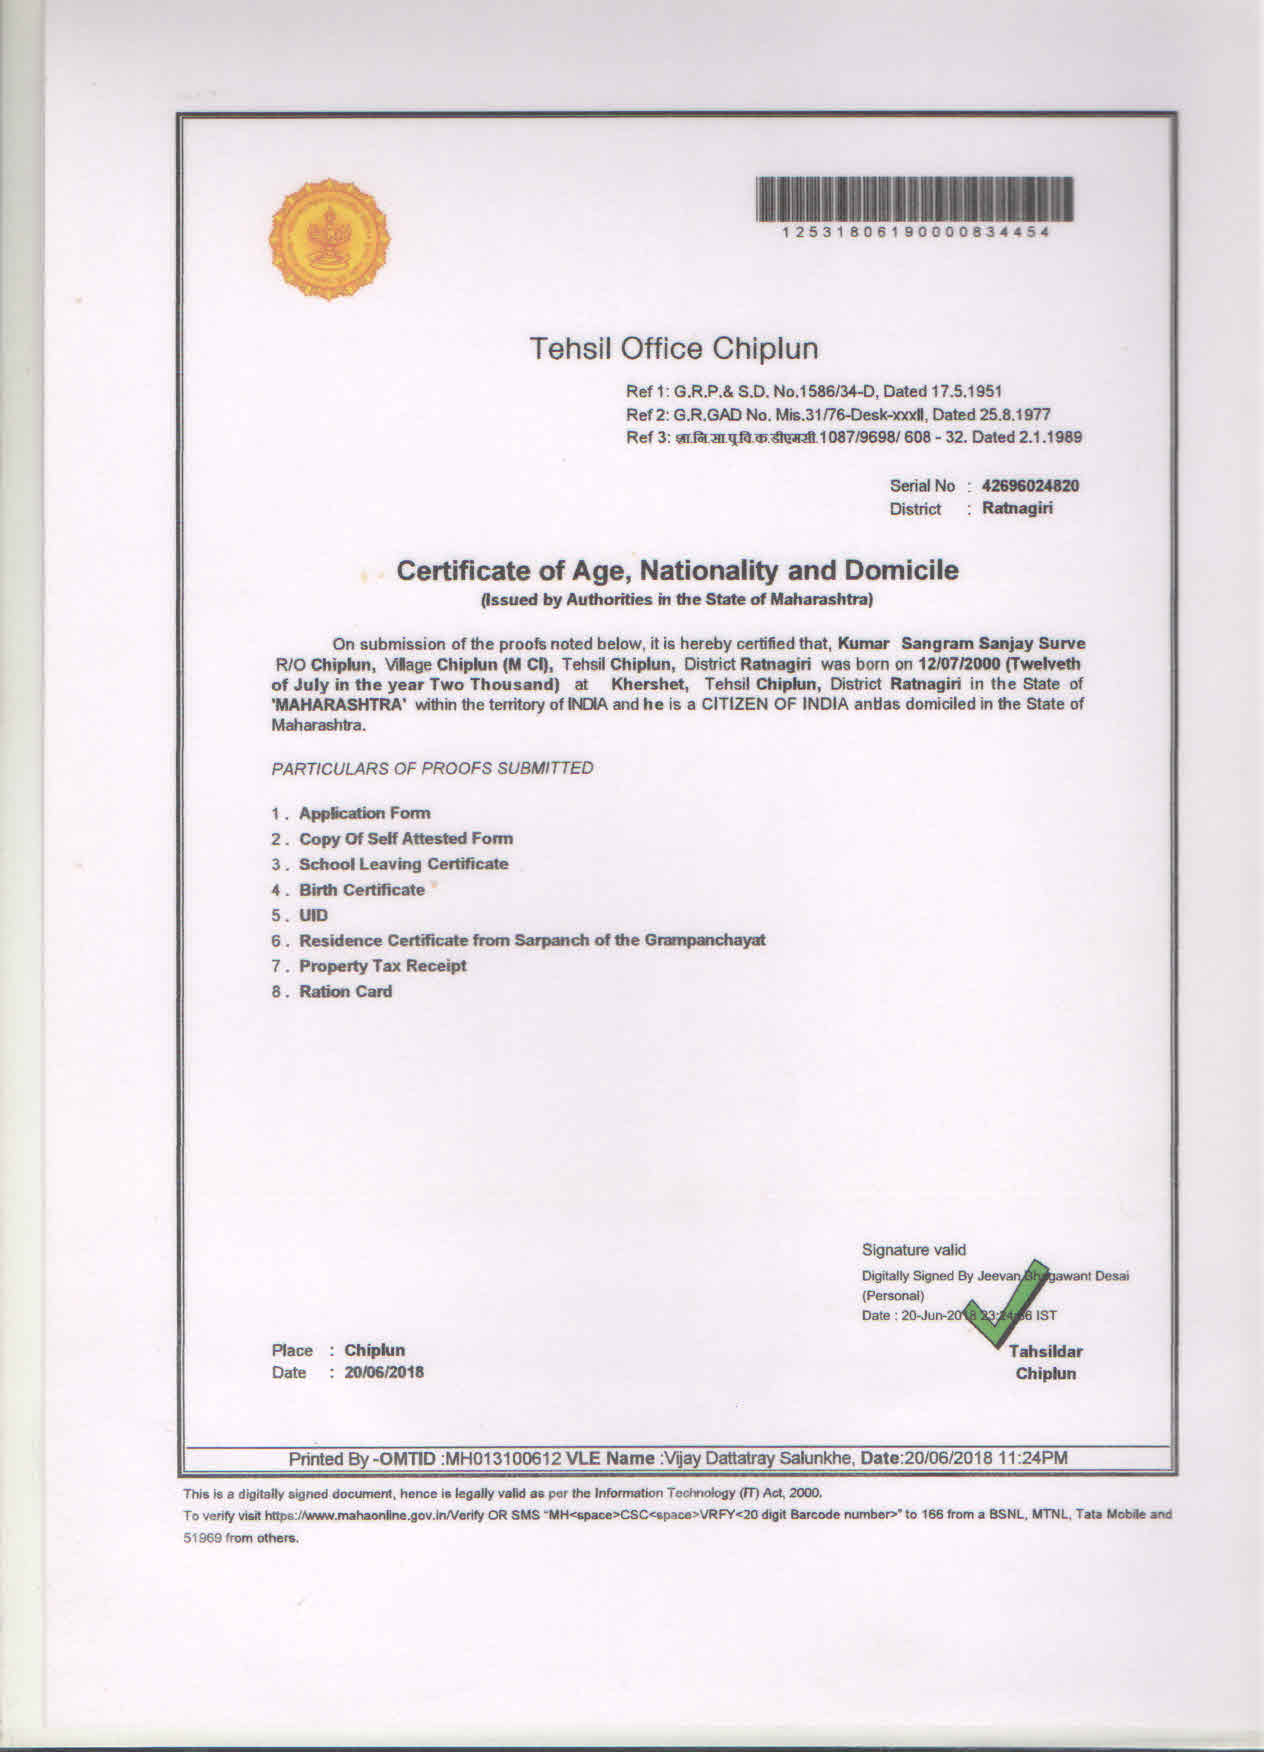 12531806190000834454
Tehsil Office Chiplun
Ref 1: G.R.P.& S.D. No.1586/34-D, Dated 17.5.1951
Ref 2: G.R.GAD No. Mis.31/76-Desk-xxxII, Dated 25.8.1977
Ref 3: ज्ञा.नि.सा.प्र.वि.क.डीएमसी.1087/9698/ 608 - 32. Dated 2.1.1989
Serial No : 42696024820
District : Ratnagiri
Certificate of Age, Nationality and Domicile
(Issued by Authorities in the State of Maharashtra)
On submission of the proofs noted below, it is hereby certified that, Kumar Sangram Sanjay Surve
R/O Chiplun, Village Chiplun (M Cl), Tehsil Chiplun, District Ratnagiri was born on 12/07/2000 (Twelveth
of July in the year Two Thousand) at Khershet, Tehsil Chiplun, District Ratnagiri in the State of
'MAHARASHTRA' within the territory of INDIA and he is a CITIZEN OF INDIA and is domiciled in the State of
Maharashtra.
PARTICULARS OF PROOFS SUBMITTED
1 . Application Form
2 . Copy Of Self Attested Form
3 . School Leaving Certificate
4 . Birth Certificate
5 . UID
6 . Residence Certificate from Sarpanch of the Grampanchayat
7 . Property Tax Receipt
8 . Ration Card
Signature valid
Digitally Signed By Jeevan Bhagawant Desai
(Personal)
Date : 20-Jun-2018 23:24: IST
Place : Chiplun
Date : 20/06/2018
Tahsildar
Chiplun
Printed By -OMTID :MH013100612 VLE Name :Vijay Dattatray Salunkhe, Date:20/06/2018 11:24PM
This is a digitally signed document, hence is legally valid as per the Information Technology (IT) Act, 2000.
To verify visit https://www.mahaonline.gov.in/Verify OR SMS "MH<space>CSC<space>VRFY<20 digit Barcode number>" to 166 from a BSNL, MTNL, Tata Mobile and
51969 from others.